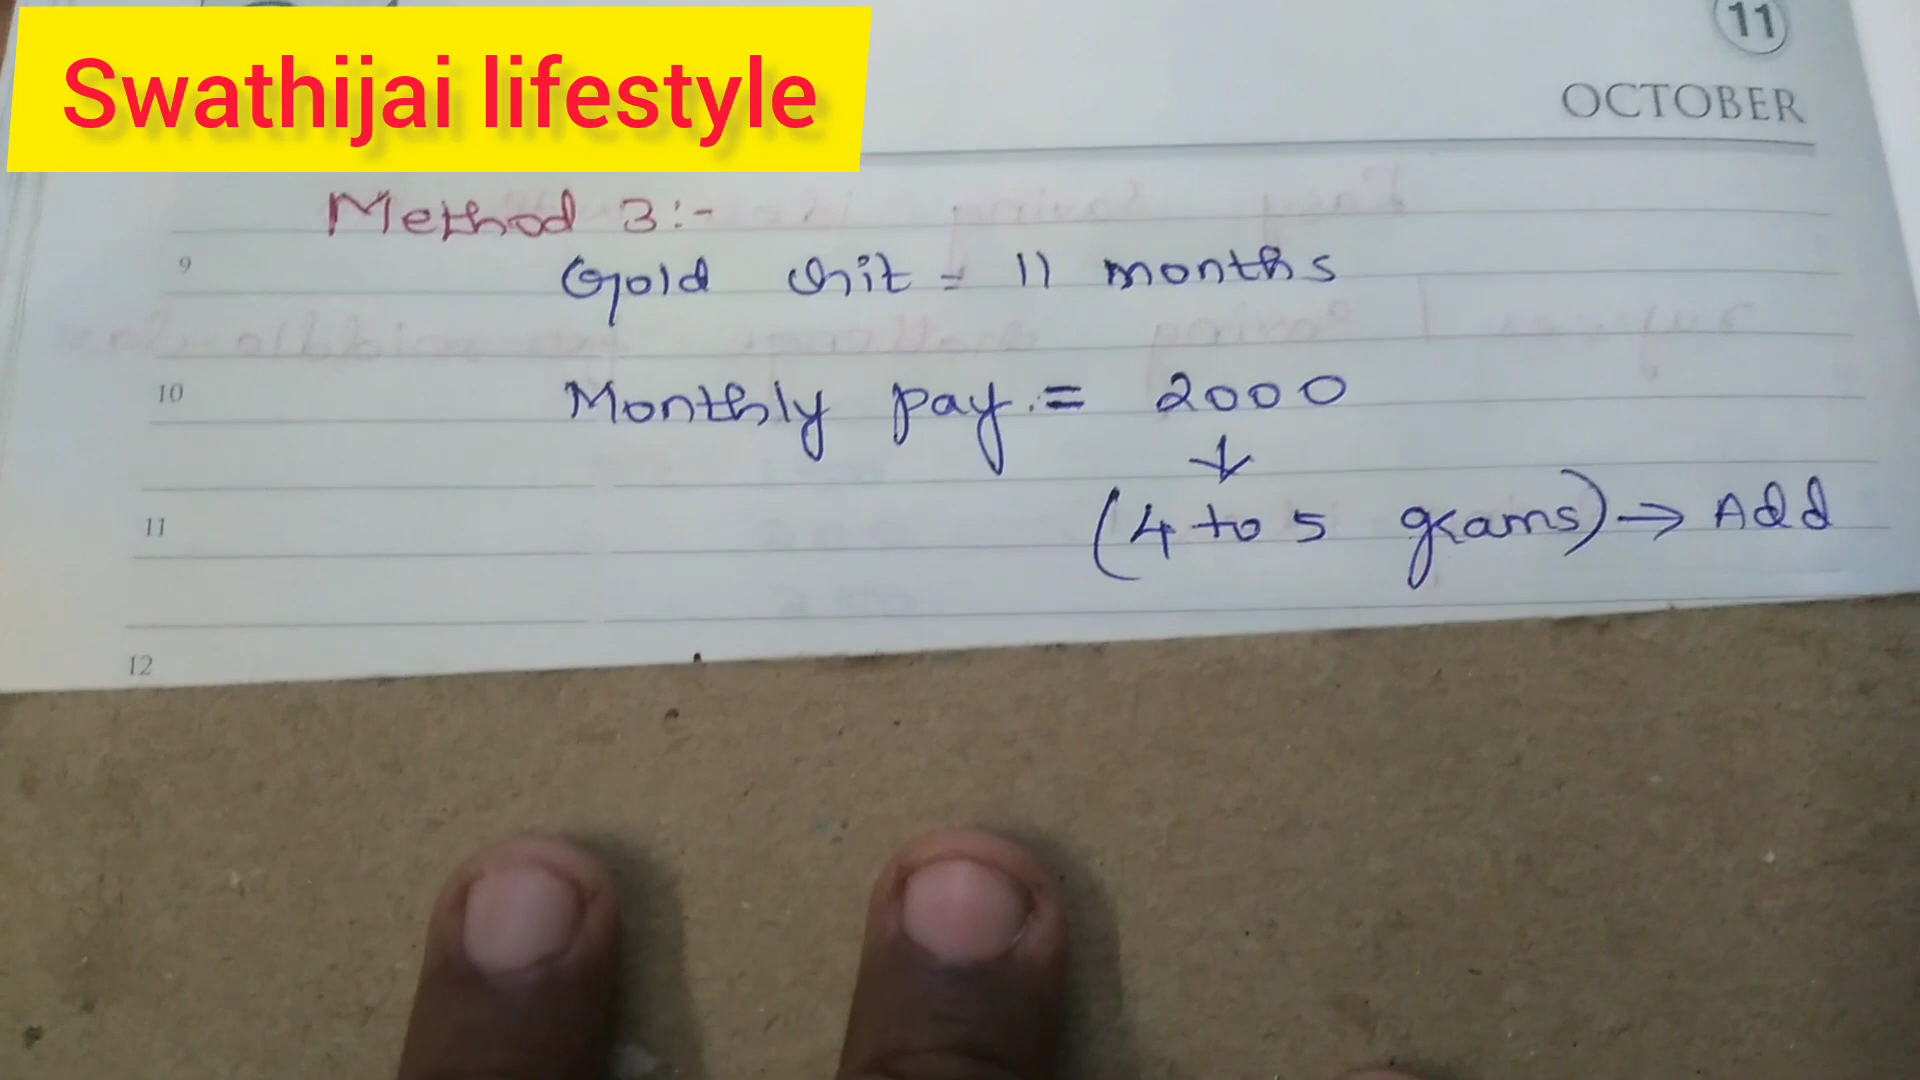 Swathijai lifestyle
11
OCTOBER
Method 3:-
9
Gold chit = 11 months
10
Monthly pay. = 2000
↓
11
(4 to 5 grams) → Add
12